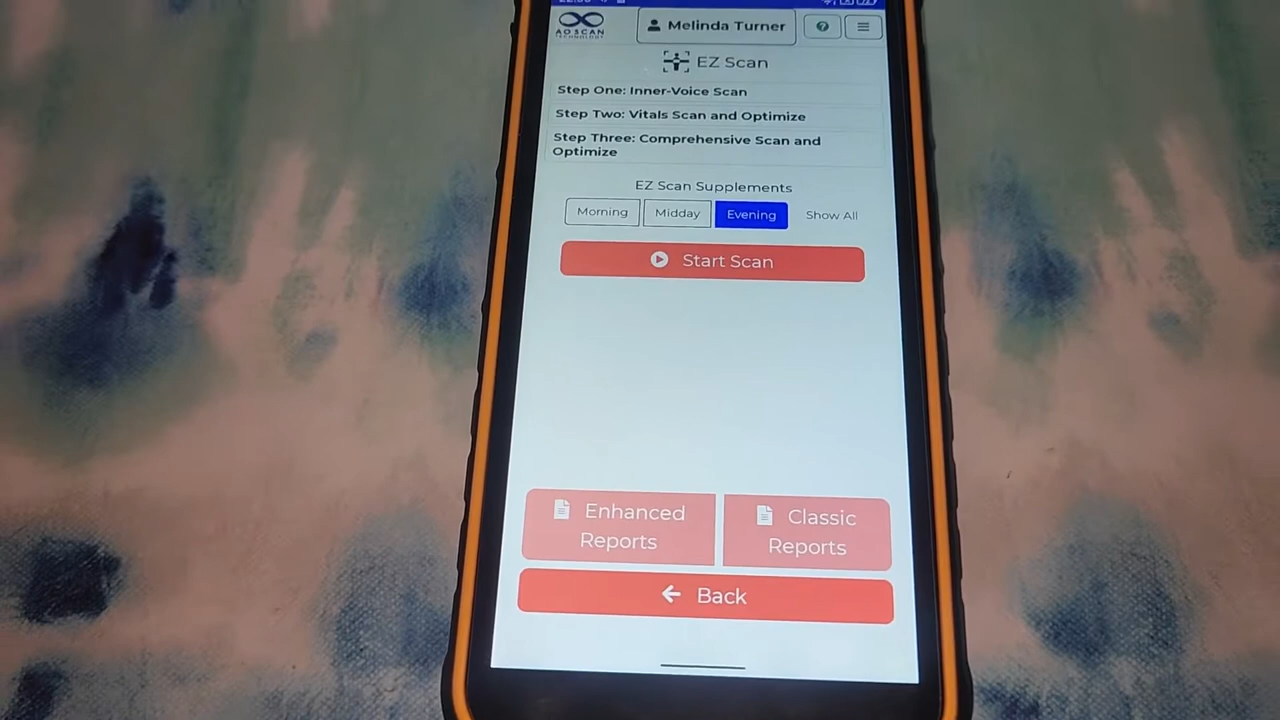 AO SCAN
TECHNOLOGY
Melinda Turner
EZ Scan
Step One: Inner-Voice Scan
Step Two: Vitals Scan and Optimize
Step Three: Comprehensive Scan and
Optimize
EZ Scan Supplements
Morning
Midday
Evening
Show All
Start Scan
Enhanced
Reports
Classic
Reports
Back